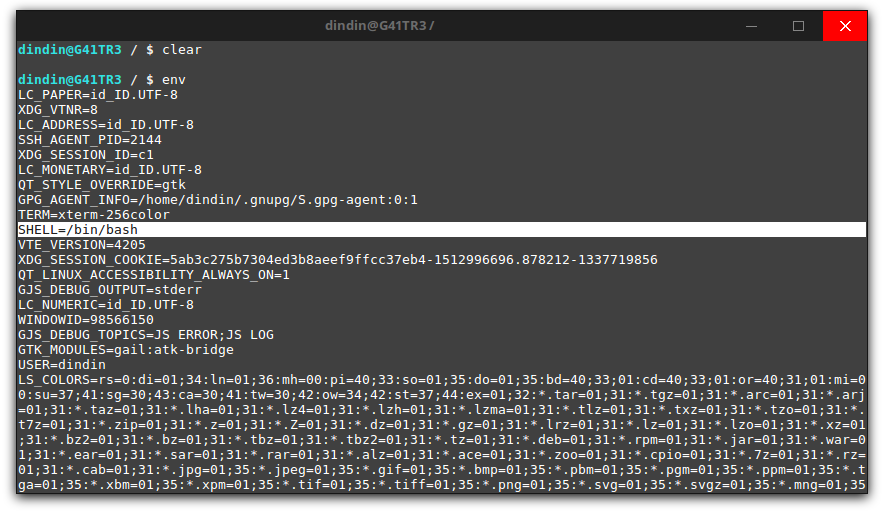 dindin@G41TR3 /
dindin@G41TR3 / $ clear
dindin@G41TR3 / $ env
LC_PAPER=id_ID.UTF-8
XDG_VTNR=8
LC_ADDRESS=id_ID.UTF-8
SSH_AGENT_PID=2144
XDG_SESSION_ID=c1
LC_MONETARY=id_ID.UTF-8
QT_STYLE_OVERRIDE=gtk
GPG_AGENT_INFO=/home/dindin/.gnupg/S.gpg-agent:0:1
TERM=xterm-256color
SHELL=/bin/bash
VTE_VERSION=4205
XDG_SESSION_COOKIE=5ab3c275b7304ed3b8aeef9ffcc37eb4-1512996696.878212-1337719856
QT_LINUX_ACCESSIBILITY_ALWAYS_ON=1
GJS_DEBUG_OUTPUT=stderr
LC_NUMERIC=id_ID.UTF-8
WINDOWID=98566150
GJS_DEBUG_TOPICS=JS ERROR;JS LOG
GTK_MODULES=gail:atk-bridge
USER=dindin
LS_COLORS=rs=0:di=01;34:ln=01;36:mh=00:pi=40;33:so=01;35:do=01;35:bd=40;33;01:cd=40;33;01:or=40;31;01:mi=0
0:su=37;41:sg=30;43:ca=30;41:tw=30;42:ow=34;42:st=37;44:ex=01;32:*.tar=01;31:*.tgz=01;31:*.arc=01;31:*.arj
=01;31:*.taz=01;31:*.lha=01;31:*.lz4=01;31:*.lzh=01;31:*.lzma=01;31:*.tlz=01;31:*.txz=01;31:*.tzo=01;31:*.
t7z=01;31:*.zip=01;31:*.z=01;31:*.Z=01;31:*.dz=01;31:*.gz=01;31:*.lrz=01;31:*.lz=01;31:*.lzo=01;31:*.xz=01
;31:*.bz2=01;31:*.bz=01;31:*.tbz=01;31:*.tbz2=01;31:*.tz=01;31:*.deb=01;31:*.rpm=01;31:*.jar=01;31:*.war=0
1;31:*.ear=01;31:*.sar=01;31:*.rar=01;31:*.alz=01;31:*.ace=01;31:*.zoo=01;31:*.cpio=01;31:*.7z=01;31:*.rz=
01;31:*.cab=01;31:*.jpg=01;35:*.jpeg=01;35:*.gif=01;35:*.bmp=01;35:*.pbm=01;35:*.pgm=01;35:*.ppm=01;35:*.t
ga=01;35:*.xbm=01;35:*.xpm=01;35:*.tif=01;35:*.tiff=01;35:*.png=01;35:*.svg=01;35:*.svgz=01;35:*.mng=01;35